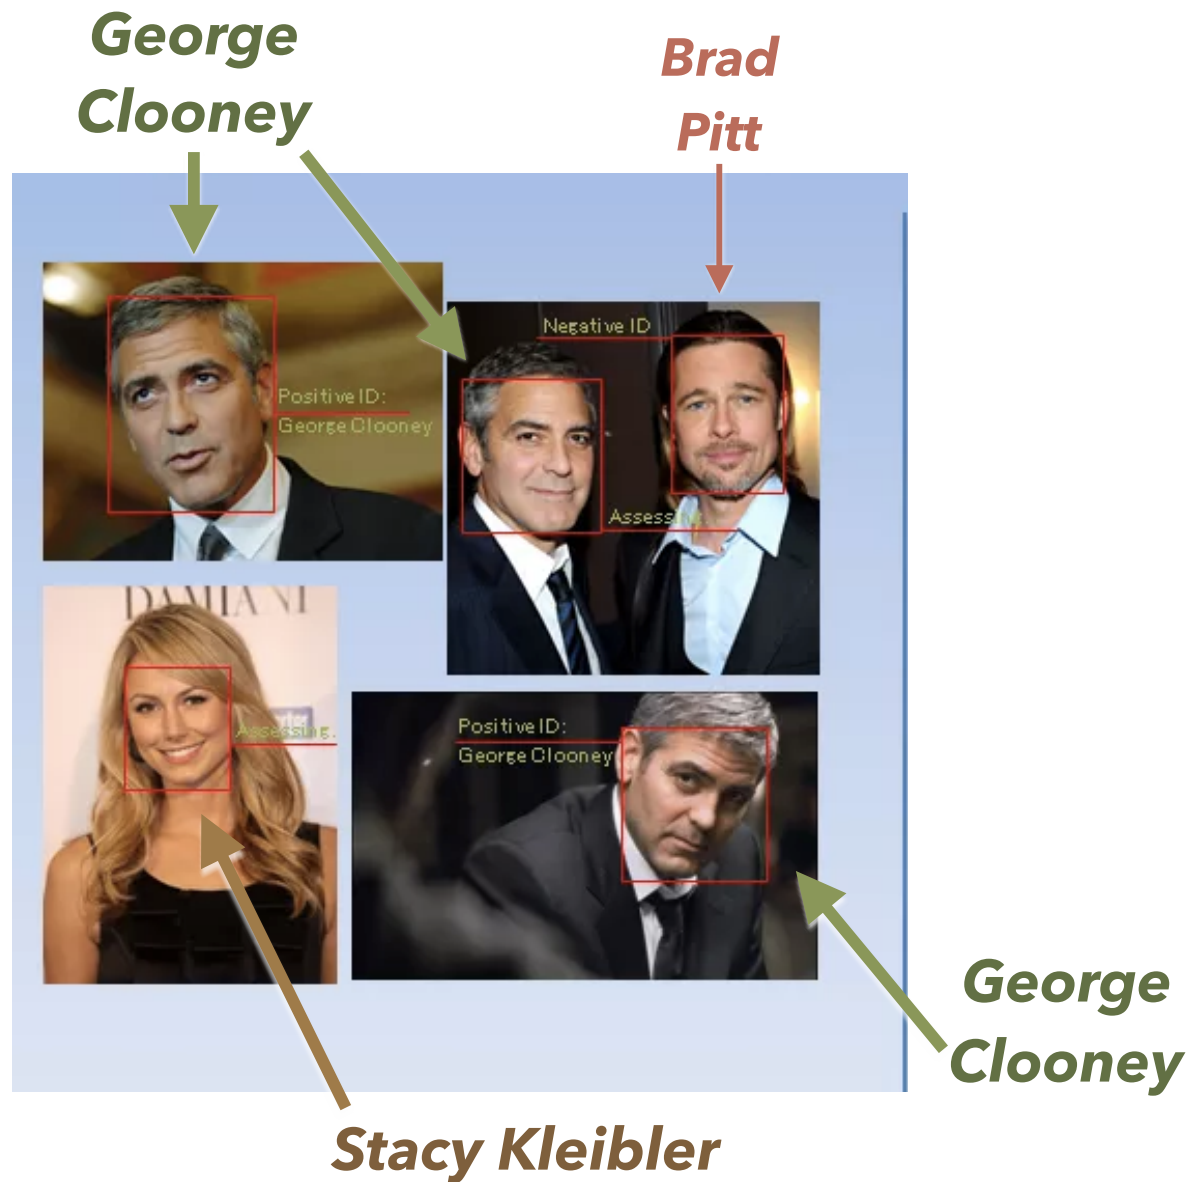 George
Clooney
Brad
Pitt
Negative ID
Positive ID:
George Clooney
Assessing.
DAMIANI
Assessing.
Positive ID:
George Clooney
George
Clooney
Stacy Kleibler